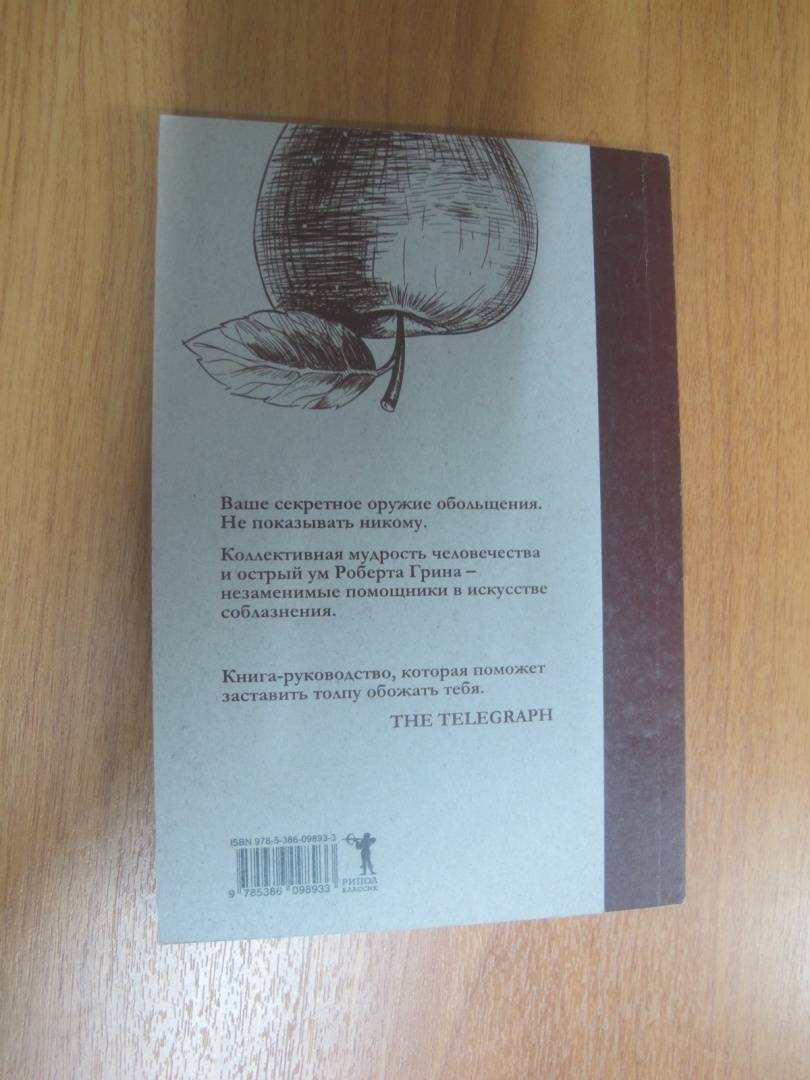 Ваше секретное оружие обольщения.
Не показывать никому.
Коллективная мудрость человечества
и острый ум Роберта Грина –
незаменимые помощники в искусстве
соблазнения.
Книга-руководство, которая поможет
заставить толпу обожать тебя.
THE TELEGRAPH
ISBN 978-5-386-09893-3
9 785386 098933
РИПОЛ
КЛАССИК